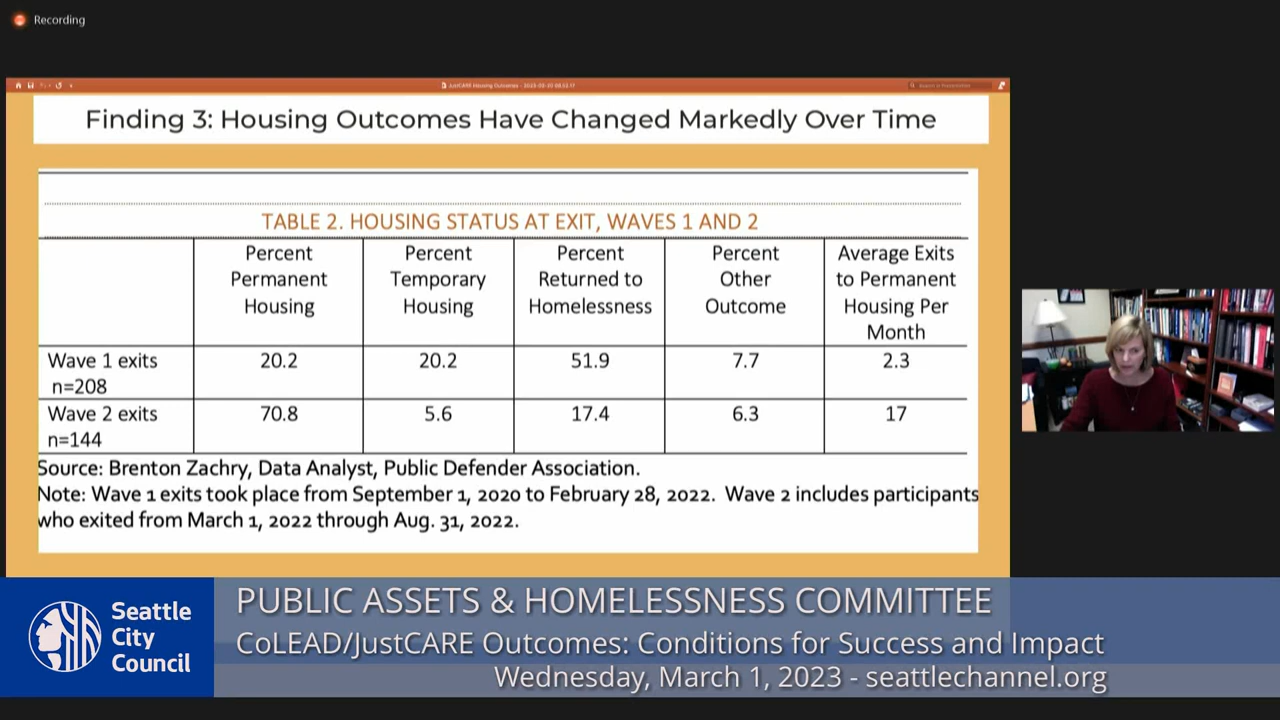 Recording
JustCARE Housing Outcomes
Finding 3: Housing Outcomes Have Changed Markedly Over Time
TABLE 2. HOUSING STATUS AT EXIT, WAVES 1 AND 2
Percent Permanent Housing
Percent Temporary Housing
Percent Returned to Homelessness
Percent Other Outcome
Average Exits to Permanent Housing Per Month
Wave 1 exits n=208 20.2 20.2 51.9 7.7 2.3
Wave 2 exits n=144 70.8 5.6 17.4 6.3 17
Source: Brenton Zachry, Data Analyst, Public Defender Association.
Note: Wave 1 exits took place from September 1, 2020 to February 28, 2022. Wave 2 includes participants
who exited from March 1, 2022 through Aug. 31, 2022.
Seattle
City
Council
PUBLIC ASSETS & HOMELESSNESS COMMITTEE
CoLEAD/JustCARE Outcomes: Conditions for Success and Impact
Wednesday, March 1, 2023 - seattlechannel.org